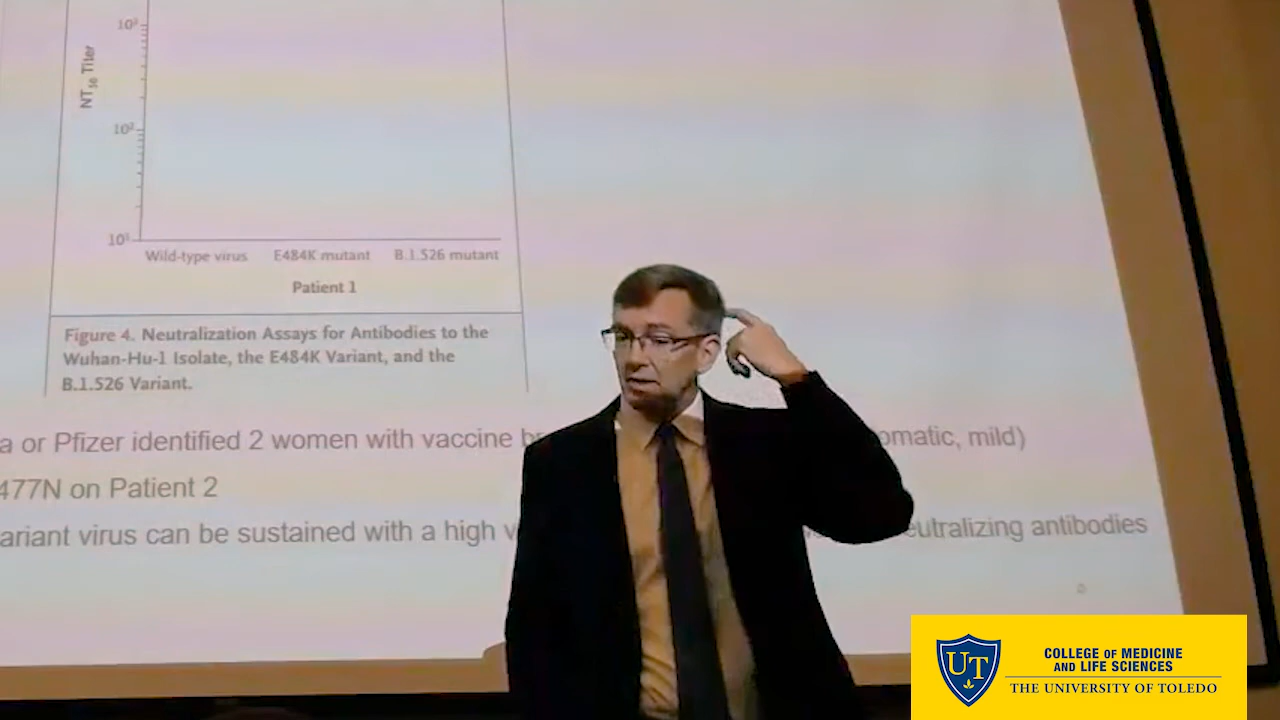 10³
NT₅₀ Titer
10²
10¹
Wild-type virus E484K mutant B.1.526 mutant
Patient 1
Figure 4. Neutralization Assays for Antibodies to the
Wuhan-Hu-1 Isolate, the E484K Variant, and the
B.1.526 Variant.
a or Pfizer identified 2 women with vaccine omatic, mild)
477N on Patient 2
ariant virus can be sustained with a high eutralizing antibodies
UT
COLLEGE OF MEDICINE
AND LIFE SCIENCES
THE UNIVERSITY OF TOLEDO